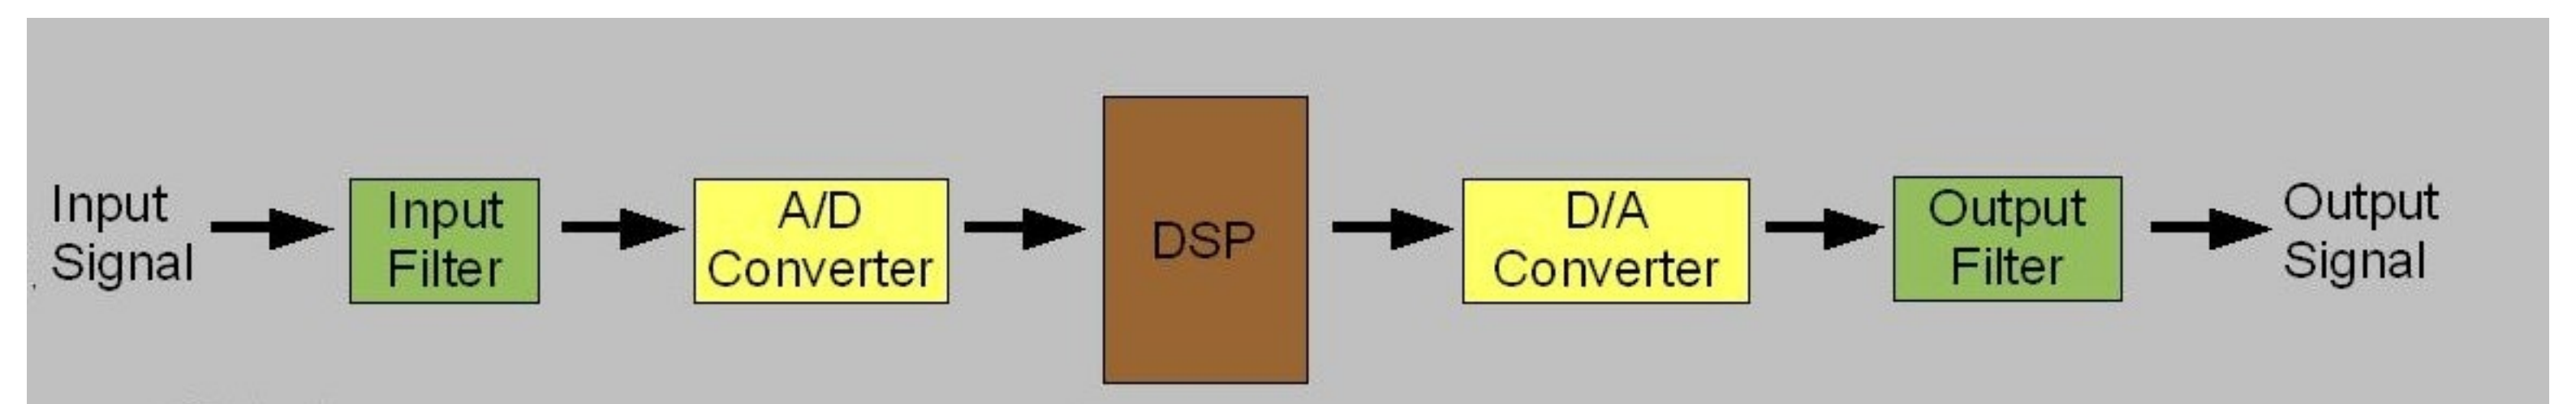 Input
Signal
Input
Filter
A/D
Converter
DSP
D/A
Converter
Output
Filter
Output
Signal